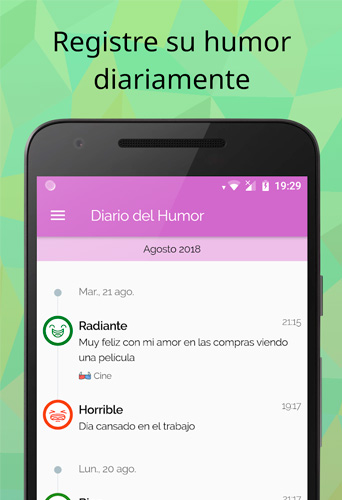 Registre su humor
diariamente
19:29
Diario del Humor
Agosto 2018
Mar., 21 ago.
Radiante 21:15
Muy feliz con mi amor en las compras viendo
una pelicula
Cine
Horrible 19:17
Dia cansado en el trabajo
Lun., 20 ago.
21:17